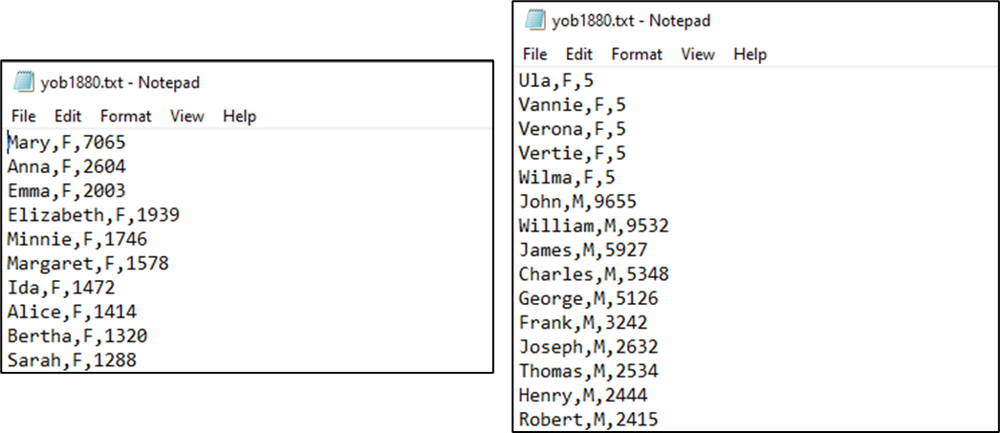 yob1880.txt - Notepad
File Edit Format View Help
Mary,F,7065
Anna,F,2604
Emma,F,2003
Elizabeth,F,1939
Minnie,F,1746
Margaret,F,1578
Ida,F,1472
Alice,F,1414
Bertha,F,1320
Sarah,F,1288
yob1880.txt - Notepad
File Edit Format View Help
Ula,F,5
Vannie,F,5
Verona,F,5
Vertie,F,5
Wilma,F,5
John,M,9655
William,M,9532
James,M,5927
Charles,M,5348
George,M,5126
Frank,M,3242
Joseph,M,2632
Thomas,M,2534
Henry,M,2444
Robert,M,2415